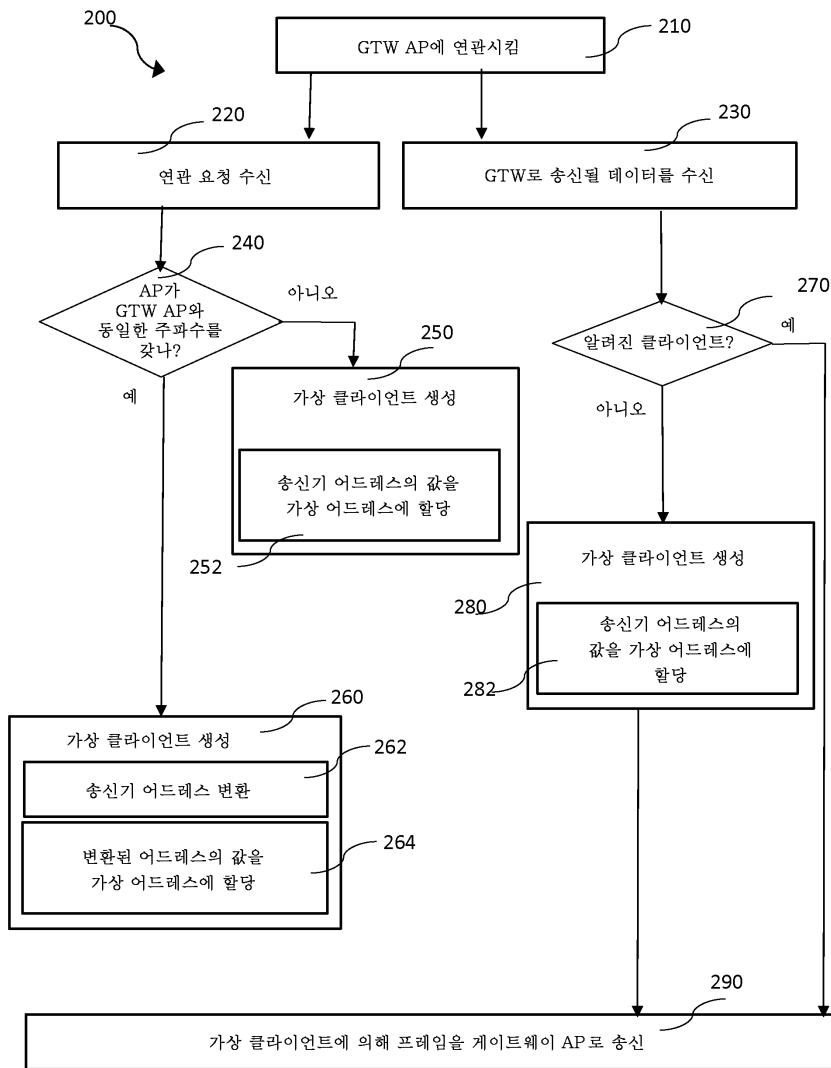 200
GTW AP에 연관시킴
210
220
연관 요청 수신
230
GTW로 송신될 데이터를 수신
240
AP가
GTW AP와
동일한 주파수를
갖나?
아니오
예
250
가상 클라이언트 생성
송신기 어드레스의 값을
가상 어드레스에 할당
252
270
알려진 클라이언트?
예
아니오
가상 클라이언트 생성
280
송신기 어드레스의
값을 가상 어드레스에
할당
282
260
가상 클라이언트 생성
262
송신기 어드레스 변환
264
변환된 어드레스의 값을
가상 어드레스에 할당
290
가상 클라이언트에 의해 프레임을 게이트웨이 AP로 송신